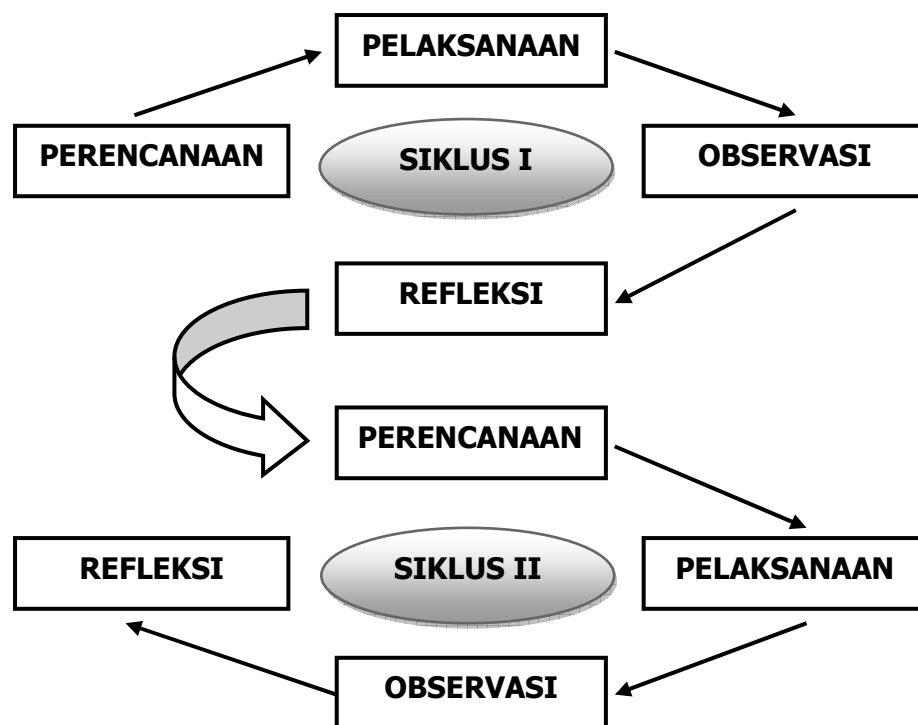 PELAKSANAAN
PERENCANAAN
SIKLUS I
OBSERVASI
REFLEKSI
PERENCANAAN
REFLEKSI
SIKLUS II
PELAKSANAAN
OBSERVASI